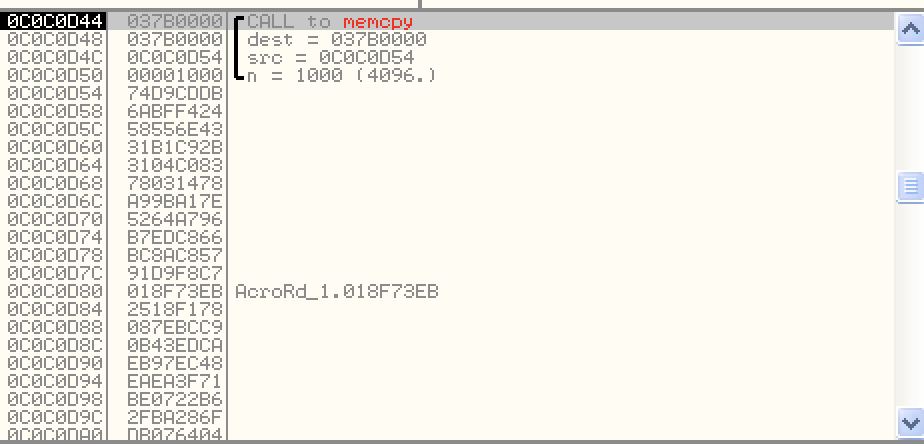 0C0C0D44 037B0000 CALL to memcpy
0C0C0D48 037B0000 dest = 037B0000
0C0C0D4C 0C0C0D54 src = 0C0C0D54
0C0C0D50 00001000 n = 1000 (4096.)
0C0C0D54 74D9CDDB
0C0C0D58 6ABFF424
0C0C0D5C 58556E43
0C0C0D60 31B1C92B
0C0C0D64 3104C083
0C0C0D68 78031478
0C0C0D6C A99BA17E
0C0C0D70 5264A796
0C0C0D74 B7EDC866
0C0C0D78 BC8AC857
0C0C0D7C 91D9F8C7
0C0C0D80 018F73EB AcroRd_1.018F73EB
0C0C0D84 2518F178
0C0C0D88 087EBCC9
0C0C0D8C 0B43EDCA
0C0C0D90 EB97EC48
0C0C0D94 EAEA3F71
0C0C0D98 BE0722B6
0C0C0D9C 2FBA286F
0C0C0DA0 DB076404